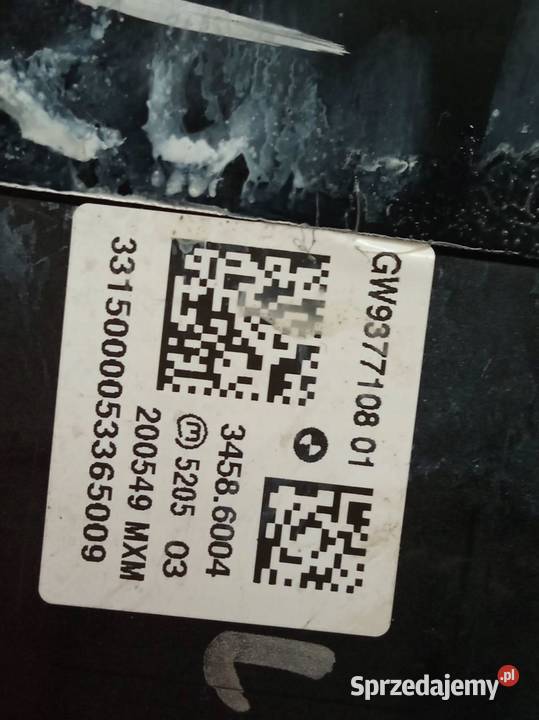 GW9377108 01
3458.6004
m 5205 03
200549 MXM
3315000053365009
L
Sprzedajemy.pl